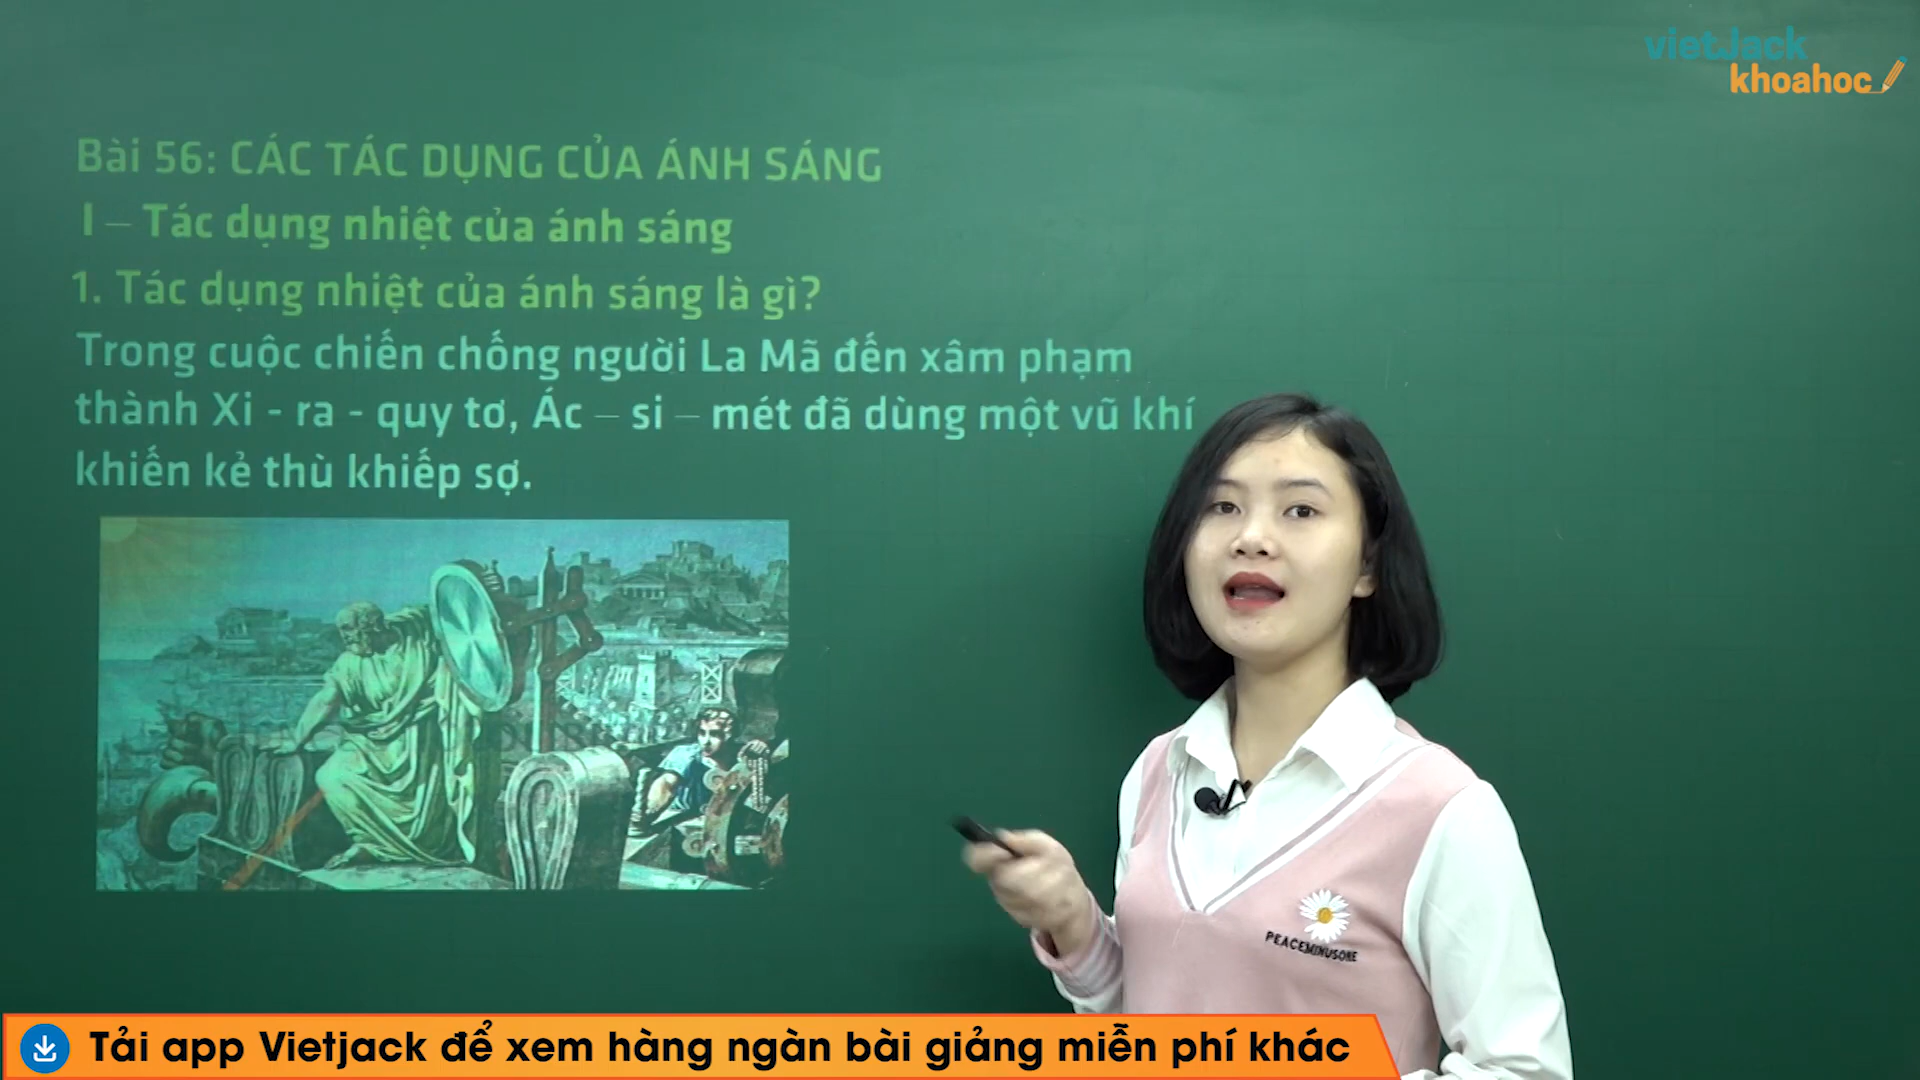 vietJack
khoahoc
Bài 56: CÁC TÁC DỤNG CỦA ÁNH SÁNG
I – Tác dụng nhiệt của ánh sáng
1. Tác dụng nhiệt của ánh sáng là gì?
Trong cuộc chiến chống người La Mã đến xâm phạm
thành Xi - ra - quy tơ, Ác – si – mét đã dùng một vũ khí
khiến kẻ thù khiếp sợ.
PEACEMINUSONE
Tải app Vietjack để xem hàng ngàn bài giảng miễn phí khác